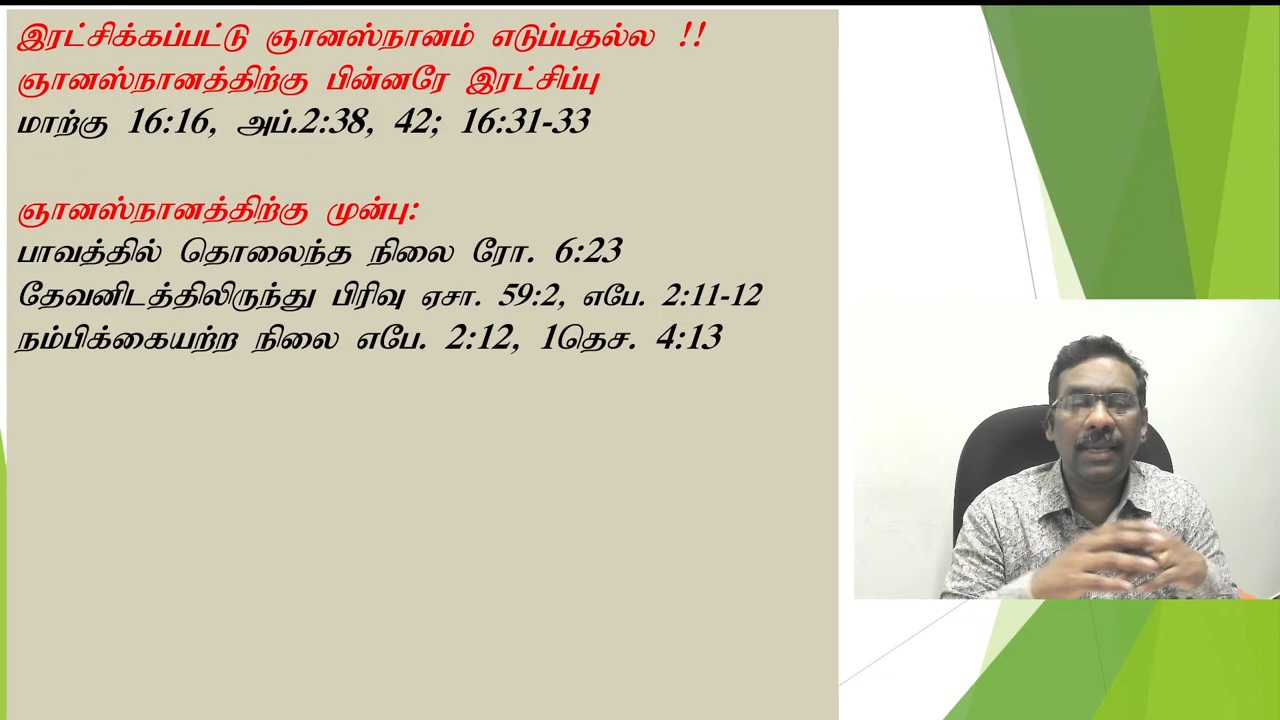 இரட்சிக்கப்பட்டு ஞானஸ்நானம் எடுப்பதல்ல !!
ஞானஸ்நானத்திற்கு பின்னரே இரட்சிப்பு
மாற்கு 16:16, அப்.2:38, 42; 16:31-33
ஞானஸ்நானத்திற்கு முன்பு:
பாவத்தில் தொலைந்த நிலை ரோ. 6:23
தேவனிடத்திலிருந்து பிரிவு ஏசா. 59:2, எபே. 2:11-12
நம்பிக்கையற்ற நிலை எபே. 2:12, 1தெச. 4:13